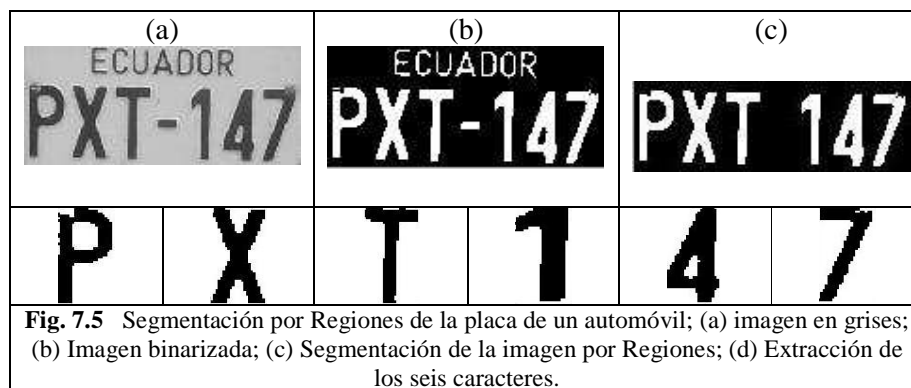 (a) (b) (c)
ECUADOR ECUADOR
PXT-147 PXT-147 PXT 147
P X T 1 4 7
Fig. 7.5 Segmentación por Regiones de la placa de un automóvil; (a) imagen en grises;
(b) Imagen binarizada; (c) Segmentación de la imagen por Regiones; (d) Extracción de
los seis caracteres.